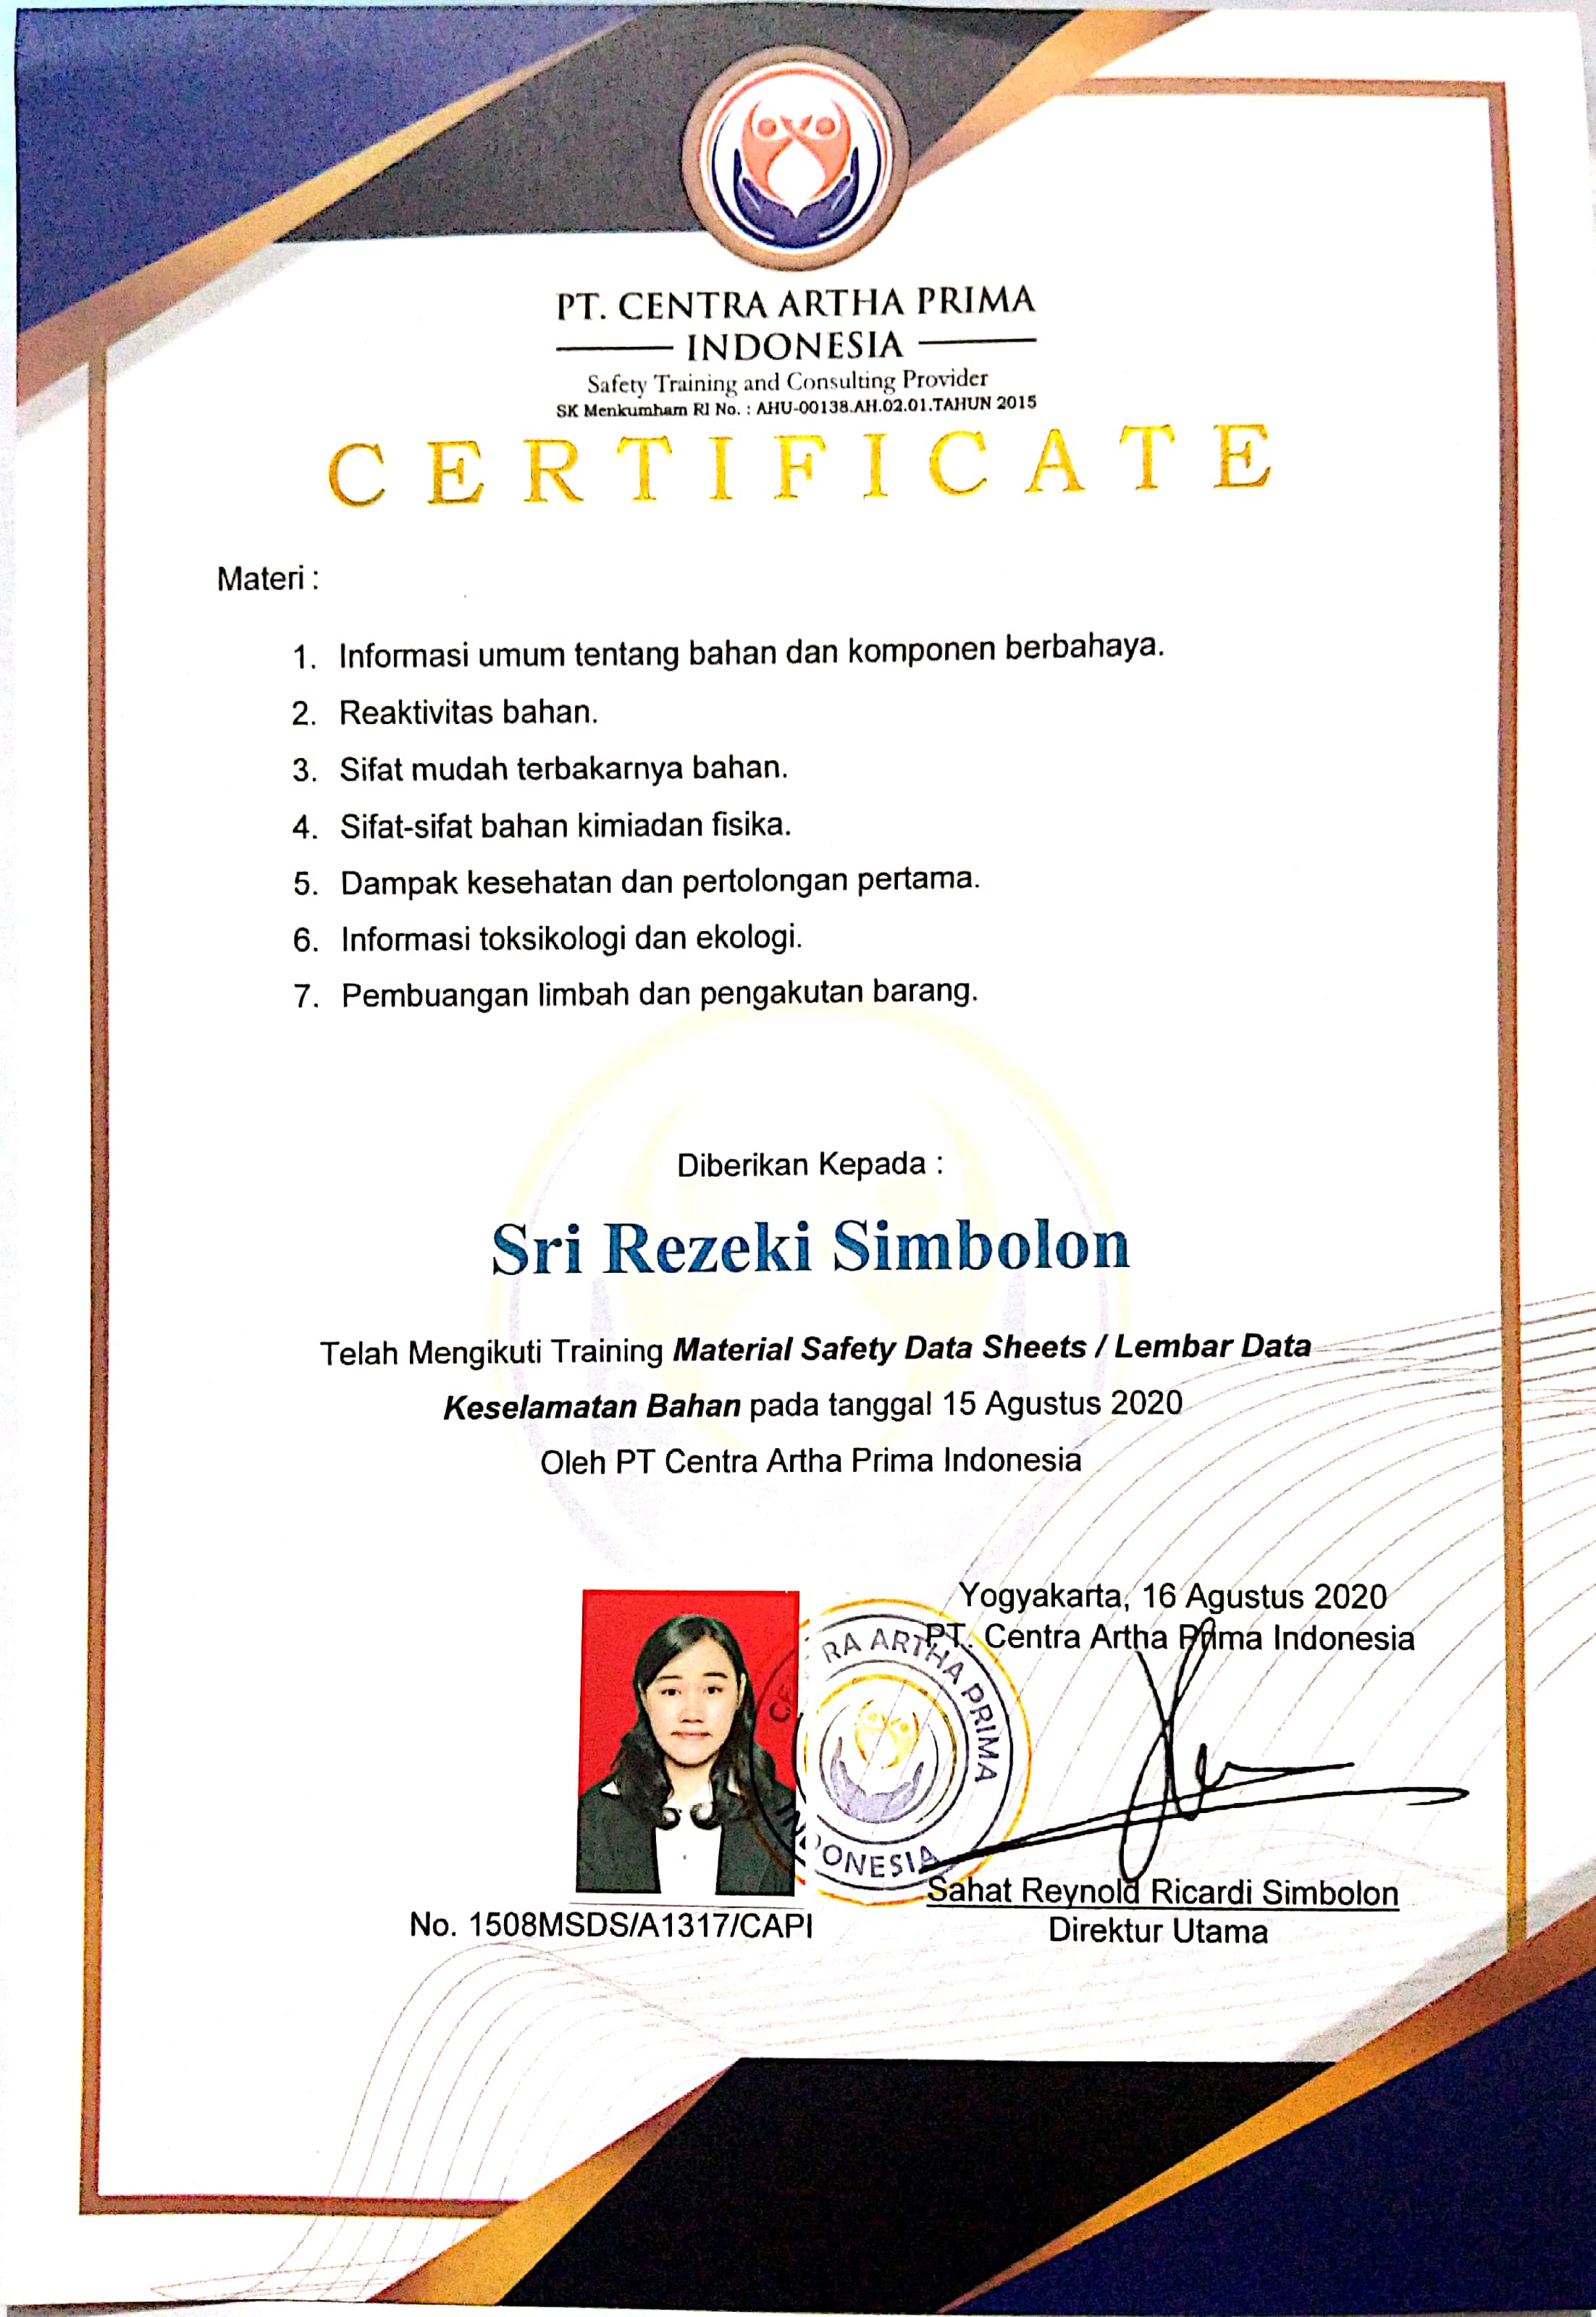 PT. CENTRA ARTHA PRIMA
INDONESIA
Safety Training and Consulting Provider
SK Menkumham RI No. : AHU-00138.AH.02.01.TAHUN 2015
CERTIFICATE
Materi :
1. Informasi umum tentang bahan dan komponen berbahaya.
2. Reaktivitas bahan.
3. Sifat mudah terbakarnya bahan.
4. Sifat-sifat bahan kimiadan fisika.
5. Dampak kesehatan dan pertolongan pertama.
6. Informasi toksikologi dan ekologi.
7. Pembuangan limbah dan pengakutan barang.
Diberikan Kepada :
Sri Rezeki Simbolon
Telah Mengikuti Training Material Safety Data Sheets / Lembar Data
Keselamatan Bahan pada tanggal 15 Agustus 2020
Oleh PT Centra Artha Prima Indonesia
Yogyakarta, 16 Agustus 2020
PT. Centra Artha Prima Indonesia
RA ARTHA PRIMA
INDONESIA
Sahat Reynold Ricardi Simbolon
Direktur Utama
No. 1508MSDS/A1317/CAPI